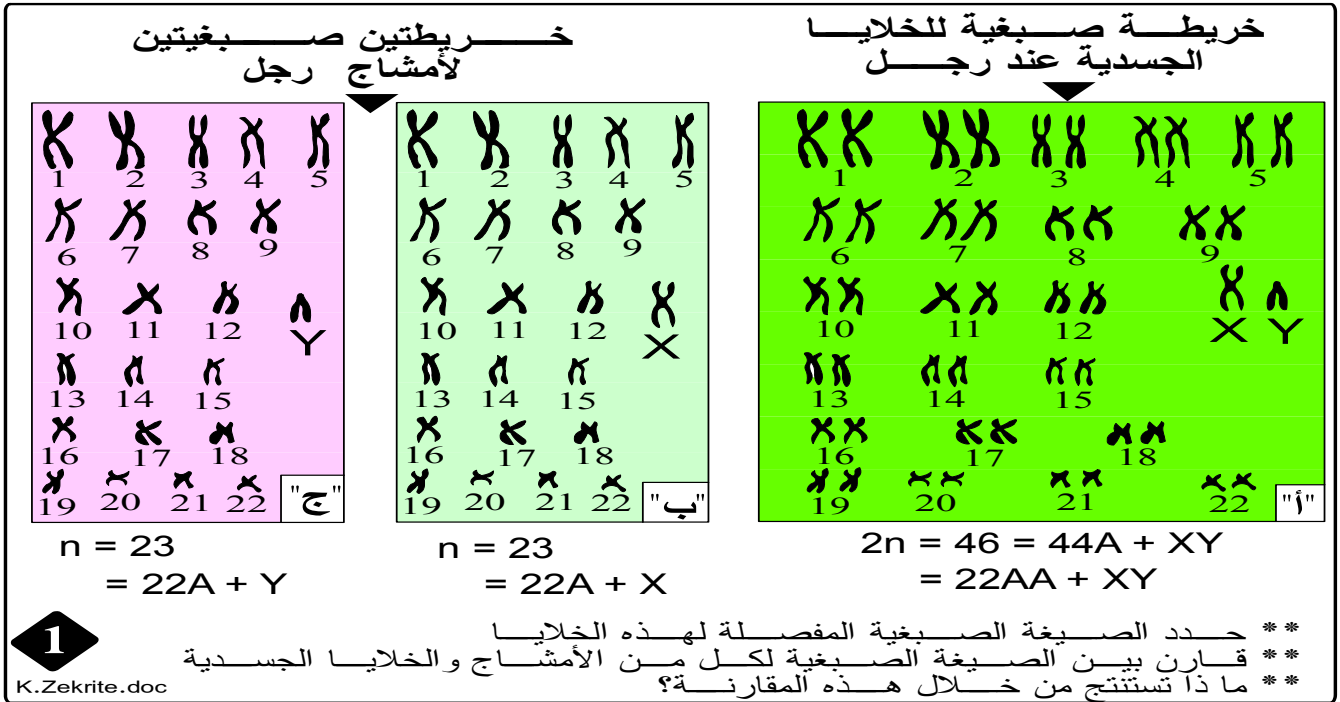 خريطة صبغية للخلايا
الجسدية عند رجل
خريطتين صبغيتين
لأمشاج رجل
1 2 3 4 5
6 7 8 9
10 11 12 X Y
13 14 15
16 17 18
19 20 21 22
"أ"
2n = 46 = 44A + XY
= 22AA + XY
1 2 3 4 5
6 7 8 9
10 11 12 X
13 14 15
16 17 18
19 20 21 22
"ب"
n = 23
= 22A + X
1 2 3 4 5
6 7 8 9
10 11 12 Y
13 14 15
16 17 18
19 20 21 22
"ج"
n = 23
= 22A + Y
** حدد الصيغة الصبغية المفصلة لهذه الخلايا
** قارن بين الصيغة الصبغية لكل من الأمشاج والخلايا الجسدية
** ما ذا تستنتج من خلال هذه المقارنة؟
1
K.Zekrite.doc